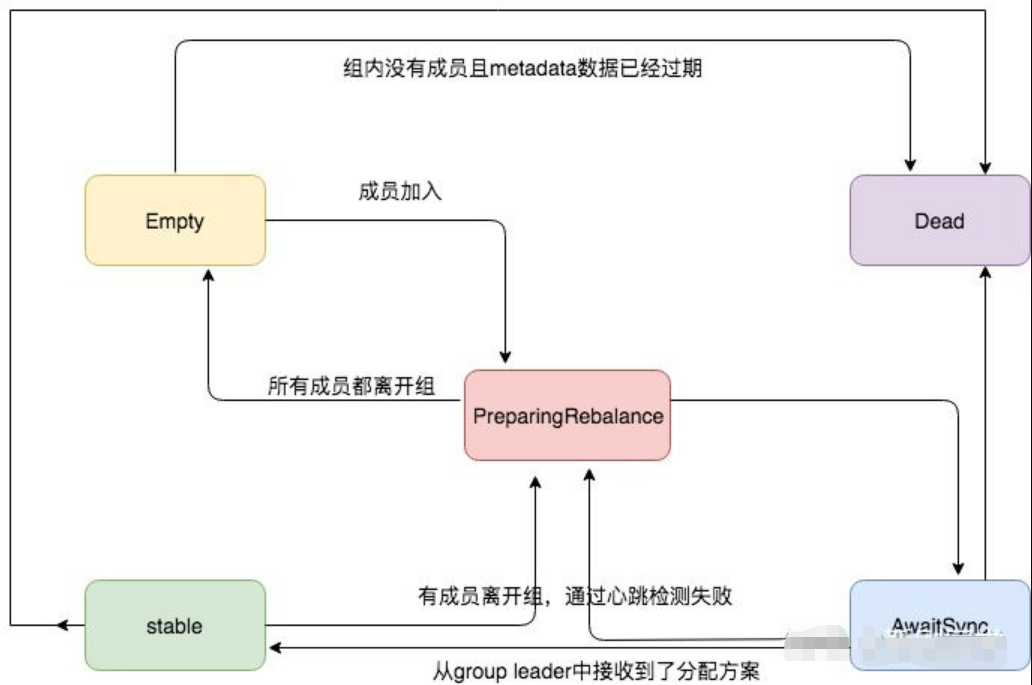 组内没有成员且metadata数据已经过期
成员加入
Empty
Dead
所有成员都离开组
PreparingRebalance
有成员离开组，通过心跳检测失败
stable
AwaitSync
从group leader中接收到了分配方案